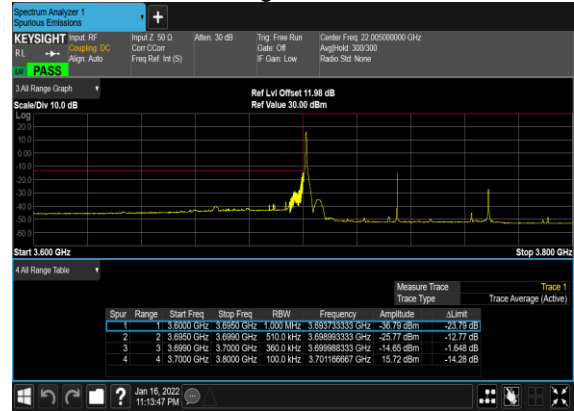 Spectrum Analyzer 1
Spurious Emissions
+
KEYSIGHT Input: RF Input Z: 50 Ω Atten: 30 dB Trig: Free Run Center Freq: 22.005000000 GHz
RL Coupling: DC Corr CCorr Gate: Off Avg|Hold: 300/300
Align: Auto Freq Ref: Int (S) IF Gain: Low Radio Std: None
PASS
3 All Range Graph
Ref Lvl Offset 11.98 dB
Scale/Div 10.0 dB Ref Value 30.00 dBm
Log
20.0
10.0
0.00
-10.0
-20.0
-30.0
-40.0
-50.0
-60.0
Start 3.600 GHz Stop 3.800 GHz
4 All Range Table
Measure Trace Trace 1
Trace Type Trace Average (Active)
Spur Range Start Freq Stop Freq RBW Frequency Amplitude ΔLimit
1 1 3.6000 GHz 3.6950 GHz 1.000 MHz 3.693733333 GHz -36.79 dBm -23.79 dB
2 2 3.6950 GHz 3.6990 GHz 510.0 kHz 3.698993333 GHz -25.77 dBm -12.77 dB
3 3 3.6990 GHz 3.7000 GHz 360.0 kHz 3.699988333 GHz -14.65 dBm -1.648 dB
4 4 3.7000 GHz 3.8000 GHz 100.0 kHz 3.701166667 GHz 15.72 dBm -14.28 dB
? Jan 16, 2022
11:13:47 PM